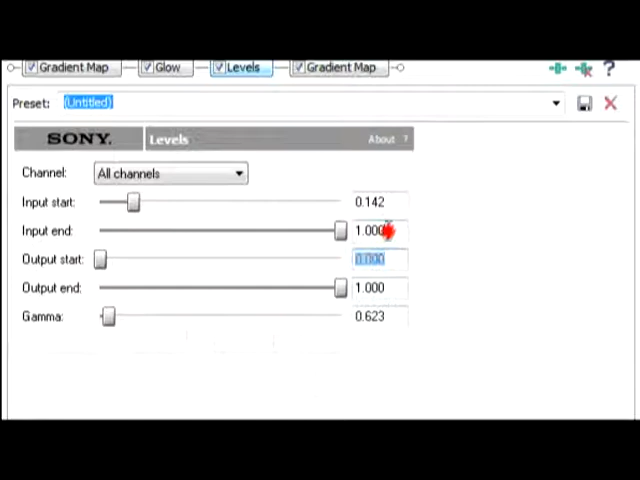 Gradient Map Glow Levels Gradient Map ?
Preset: (Untitled)
SONY. Levels About ?
Channel: All channels
Input start: 0.142
Input end: 1.000
Output start: 0.000
Output end: 1.000
Gamma: 0.623